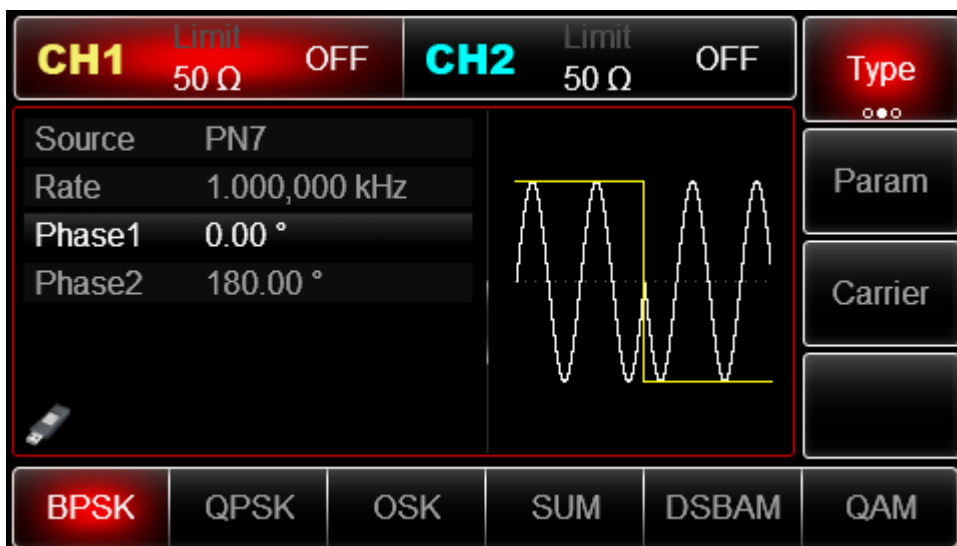 CH1 Limit 50 Ω OFF CH2 Limit 50 Ω OFF Type
Source PN7
Rate 1.000,000 kHz Param
Phase1 0.00 °
Phase2 180.00 ° Carrier
BPSK QPSK OSK SUM DSBAM QAM